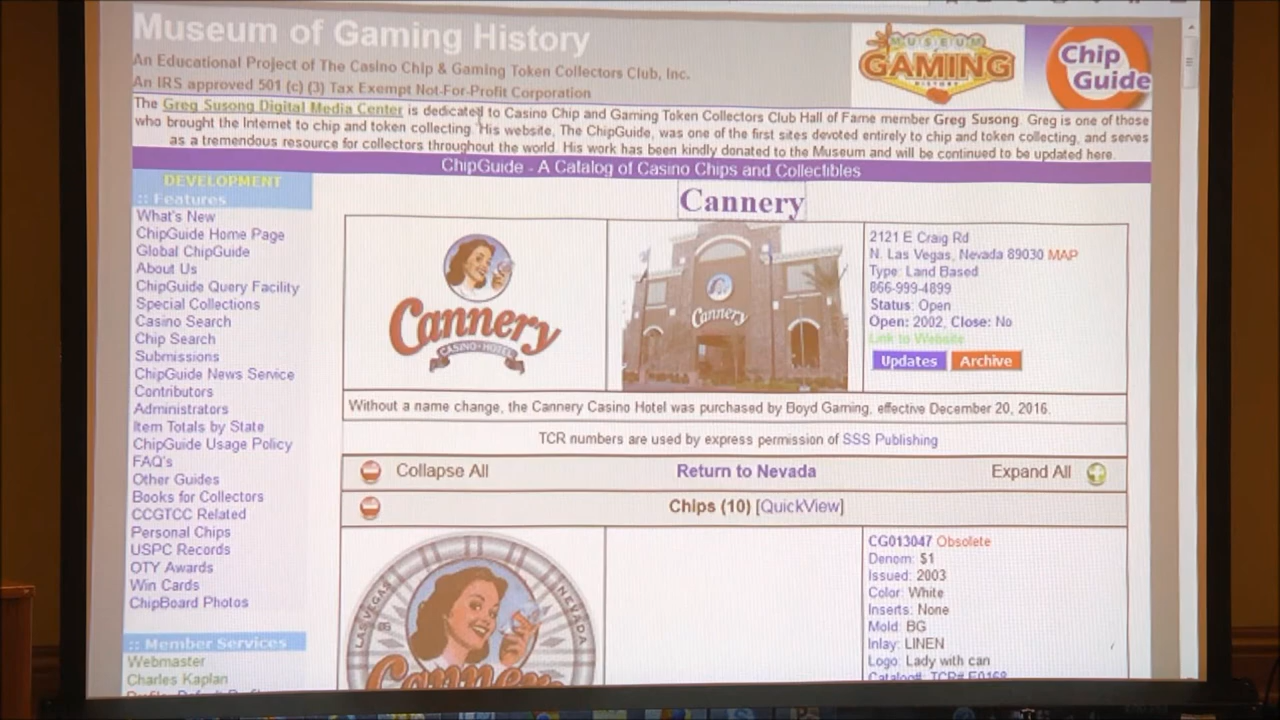 Museum of Gaming History
An Educational Project of The Casino Chip & Gaming Token Collectors Club, Inc.
An IRS approved 501 (c) (3) Tax Exempt Not-For-Profit Corporation
MUSEUM OF
GAMING
HISTORY
Chip
Guide
The Greg Susong Digital Media Center is dedicated to Casino Chip and Gaming Token Collectors Club Hall of Fame member Greg Susong. Greg is one of those
who brought the Internet to chip and token collecting. His website, The ChipGuide, was one of the first sites devoted entirely to chip and token collecting, and serves
as a tremendous resource for collectors throughout the world. His work has been kindly donated to the Museum and will be continued to be updated here.
ChipGuide - A Catalog of Casino Chips and Collectibles
DEVELOPMENT
:: Features
What's New
ChipGuide Home Page
Global ChipGuide
About Us
ChipGuide Query Facility
Special Collections
Casino Search
Chip Search
Submissions
ChipGuide News Service
Contributors
Administrators
Item Totals by State
ChipGuide Usage Policy
FAQ's
Other Guides
Books for Collectors
CCGTCC Related
Personal Chips
USPC Records
OTY Awards
Win Cards
ChipBoard Photos
:: Member Services
Webmaster
Charles Kaplan
Cannery
Cannery
CASINO • HOTEL
Cannery
2121 E Craig Rd
N. Las Vegas, Nevada 89030 MAP
Type: Land Based
866-999-4899
Status: Open
Open: 2002, Close: No
Link to Website
Updates Archive
Without a name change, the Cannery Casino Hotel was purchased by Boyd Gaming, effective December 20, 2016.
TCR numbers are used by express permission of SSS Publishing
Collapse All Return to Nevada Expand All
Chips (10) [QuickView]
LAS VEGAS NEVADA
Cannery
CG013047 Obsolete
Denom: $1
Issued: 2003
Color: White
Inserts: None
Mold: BG
Inlay: LINEN
Logo: Lady with can
Catalog#: TCR#